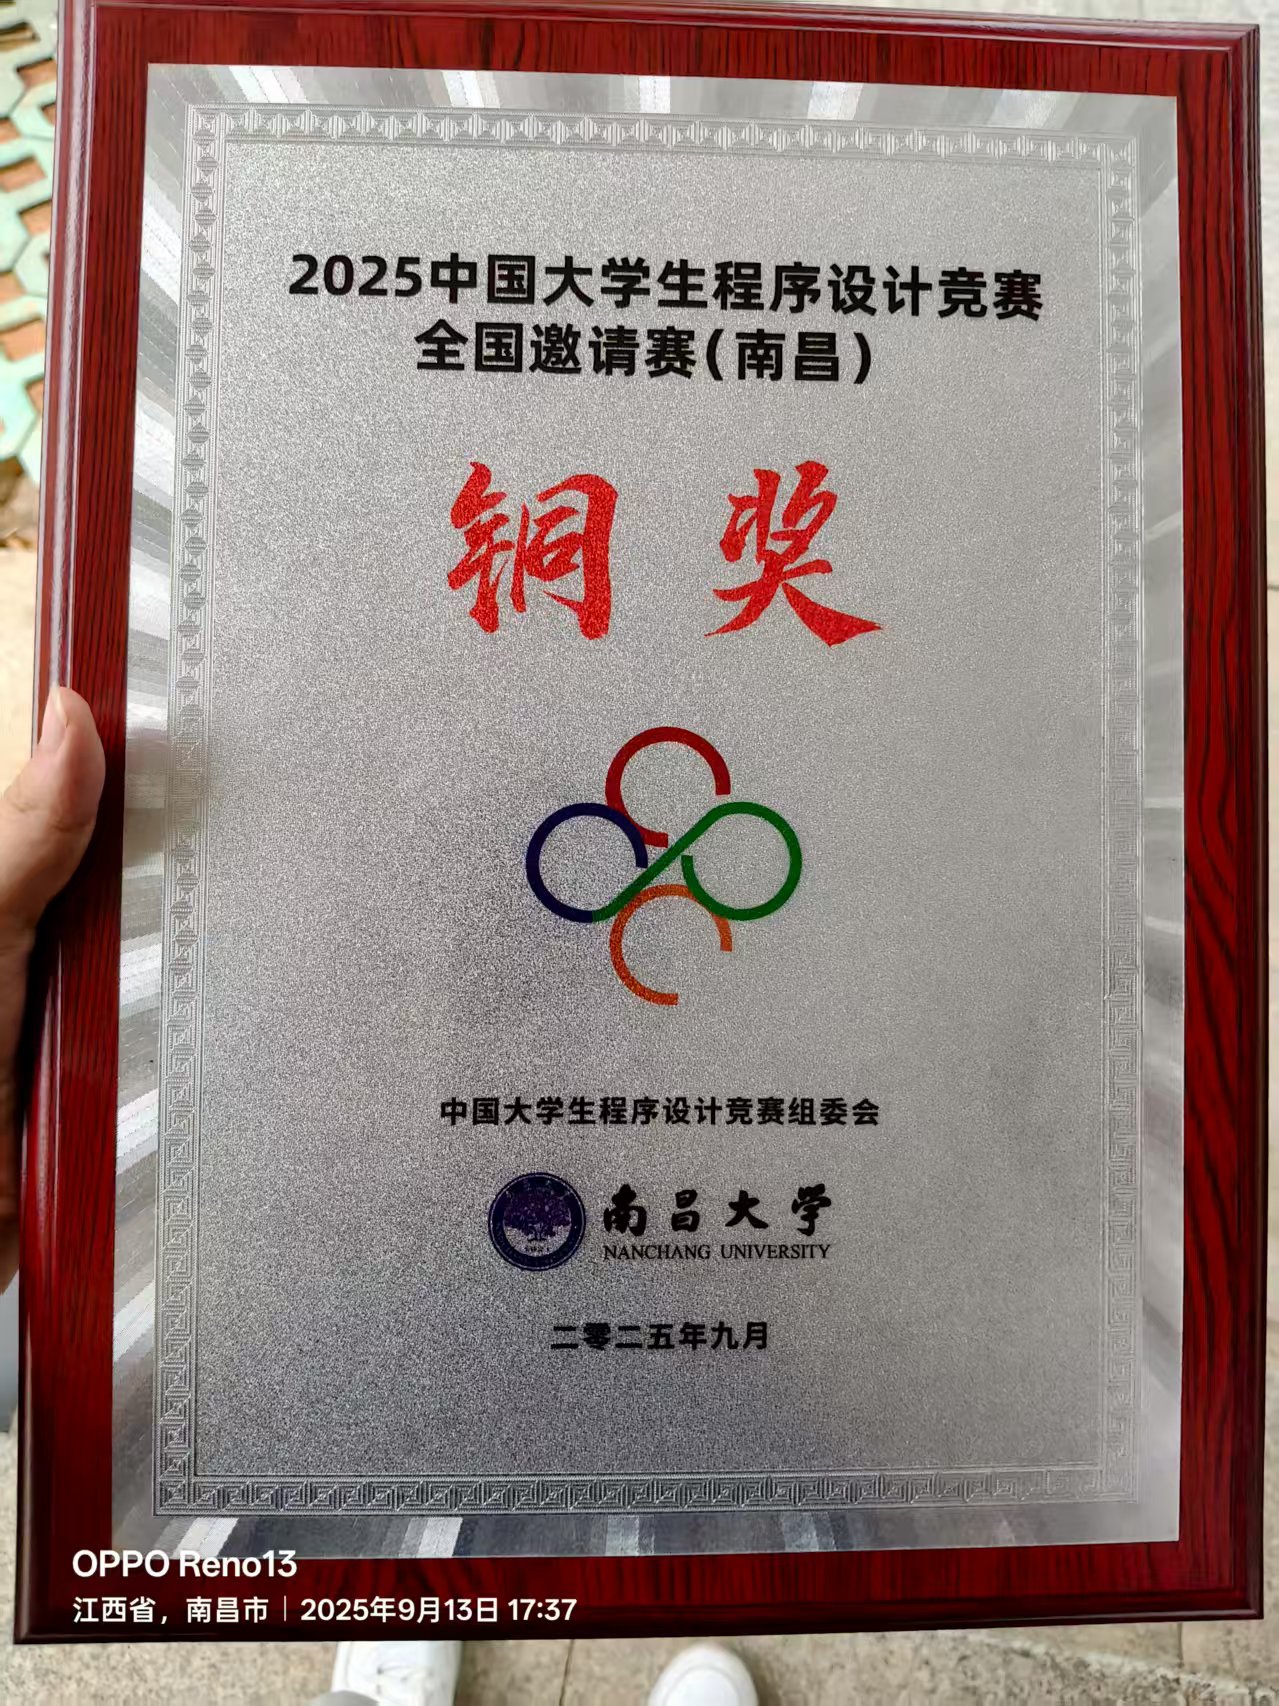 2025中国大学生程序设计竞赛
全国邀请赛(南昌)
铜奖
中国大学生程序设计竞赛组委会
南昌大学
NANCHANG UNIVERSITY
二零二五年九月
OPPO Reno13
江西省，南昌市｜2025年9月13日 17:37